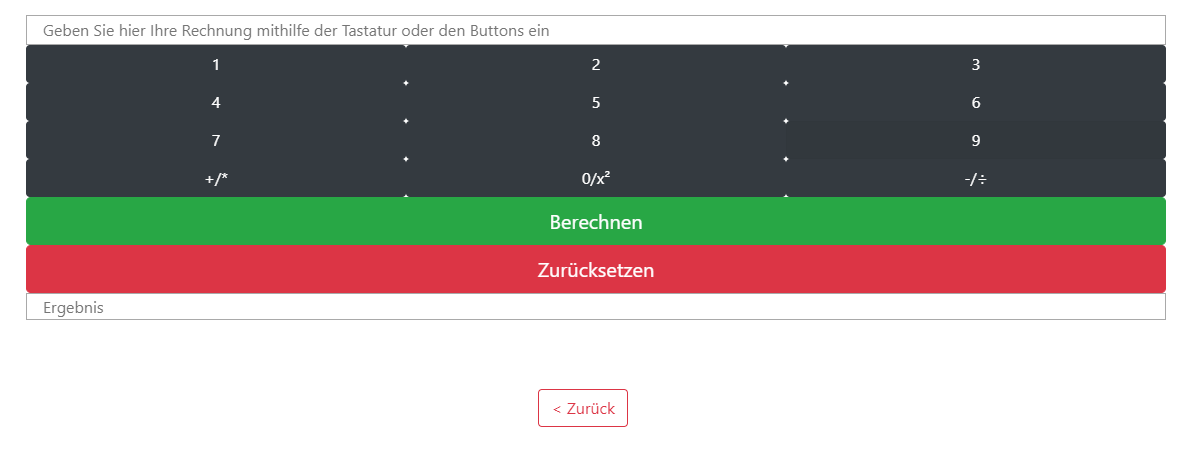 Geben Sie hier Ihre Rechnung mithilfe der Tastatur oder den Buttons ein
1 2 3
4 5 6
7 8 9
+/* 0/x² -/÷
Berechnen
Zurücksetzen
Ergebnis
< Zurück